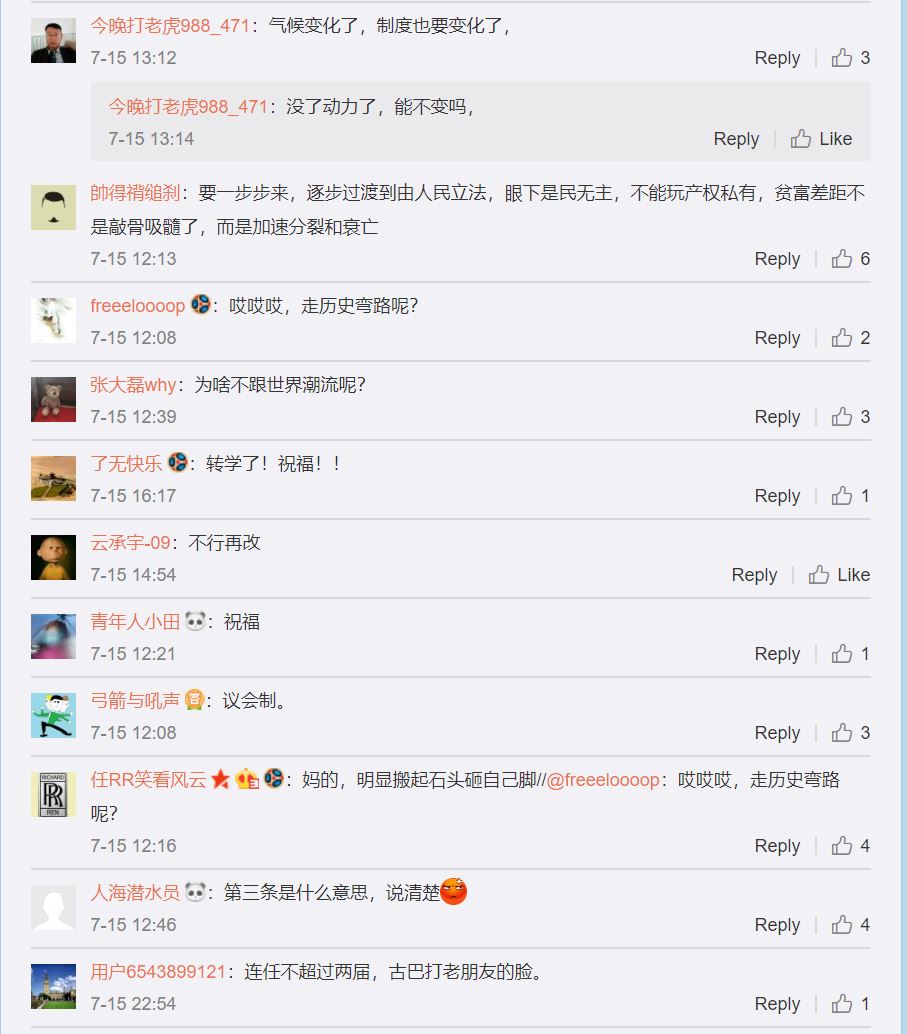 今晚打老虎988_471：气候变化了，制度也要变化了，
7-15 13:12
Reply
3
今晚打老虎988_471：没了动力了，能不变吗，
7-15 13:14
Reply
Like
帥得禙缒刹：要一步步来，逐步过渡到由人民立法，眼下是民无主，不能玩产权私有，贫富差距不
是敲骨吸髓了，而是加速分裂和衰亡
7-15 12:13
Reply
6
freeeloooop：哎哎哎，走历史弯路呢？
7-15 12:08
Reply
2
张大磊why：为啥不跟世界潮流呢？
7-15 12:39
Reply
3
了无快乐：转学了！祝福！！
7-15 16:17
Reply
1
云承宇-09：不行再改
7-15 14:54
Reply
Like
青年人小田：祝福
7-15 12:21
Reply
1
弓箭与吼声：议会制。
7-15 12:08
Reply
3
RICHARD
RR
REN
任RR笑看风云：妈的，明显搬起石头砸自己脚//@freeeloooop：哎哎哎，走历史弯路
呢？
7-15 12:16
Reply
4
人海潜水员：第三条是什么意思，说清楚
7-15 12:46
Reply
4
用户6543899121：连任不超过两届，古巴打老朋友的脸。
7-15 22:54
Reply
1